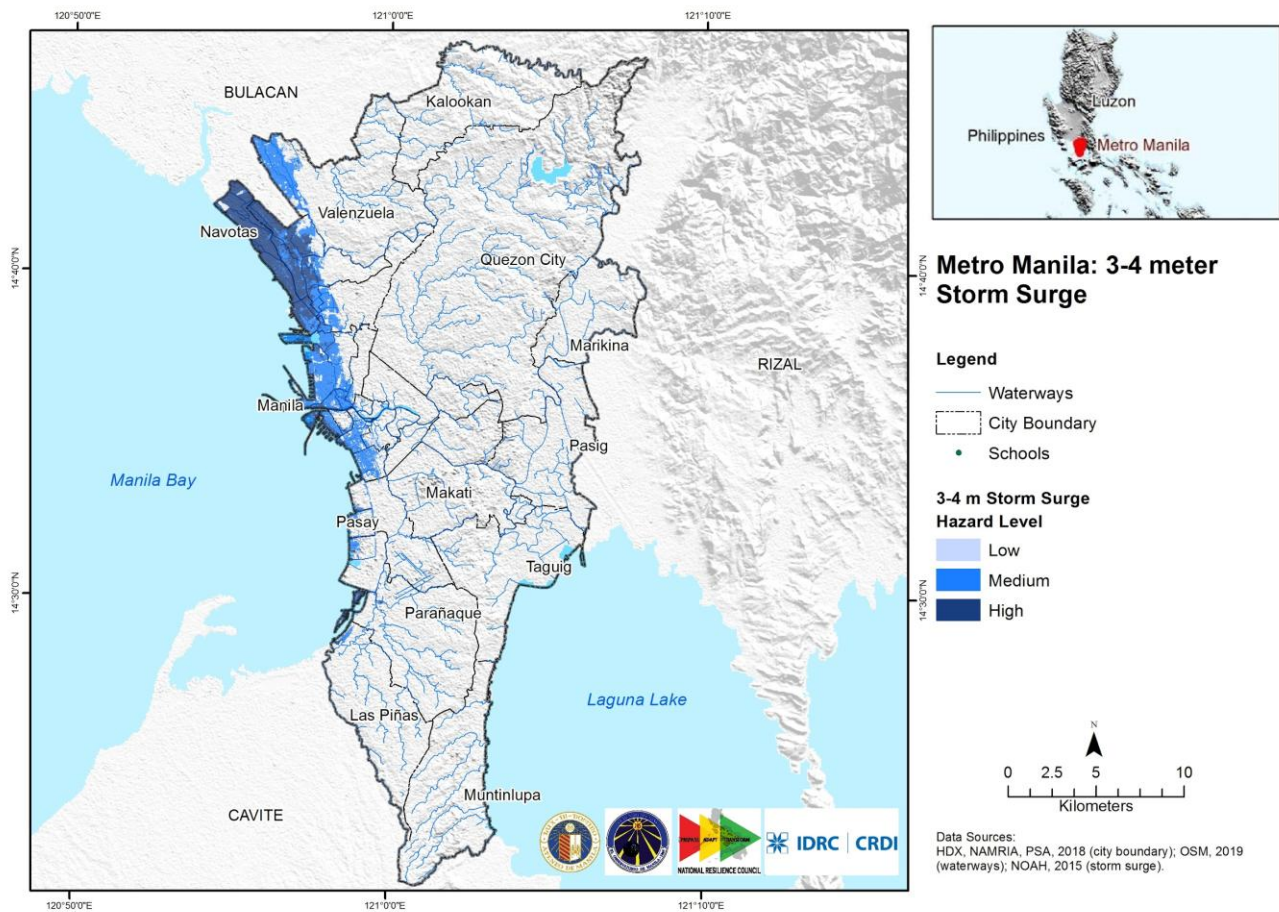 120°50'0"E
121°0'0"E
121°10'0"E
BULACAN
Kalookan
Valenzuela
Navotas
Quezon City
14°40'0"N
14°40'0"N
Marikina
RIZAL
Manila
Pasig
Manila Bay
Makati
Pasay
Taguig
14°30'0"N
14°30'0"N
Parañaque
Las Piñas
Laguna Lake
Muntinlupa
CAVITE
NATIONAL RESILIENCE COUNCIL
IDRC | CRDI
120°50'0"E
121°0'0"E
121°10'0"E
Luzon
Philippines
Metro Manila
Metro Manila: 3-4 meter
Storm Surge
Legend
Waterways
City Boundary
Schools
3-4 m Storm Surge
Hazard Level
Low
Medium
High
N
0 2.5 5 10
Kilometers
Data Sources:
HDX, NAMRIA, PSA, 2018 (city boundary); OSM, 2019
(waterways); NOAH, 2015 (storm surge).